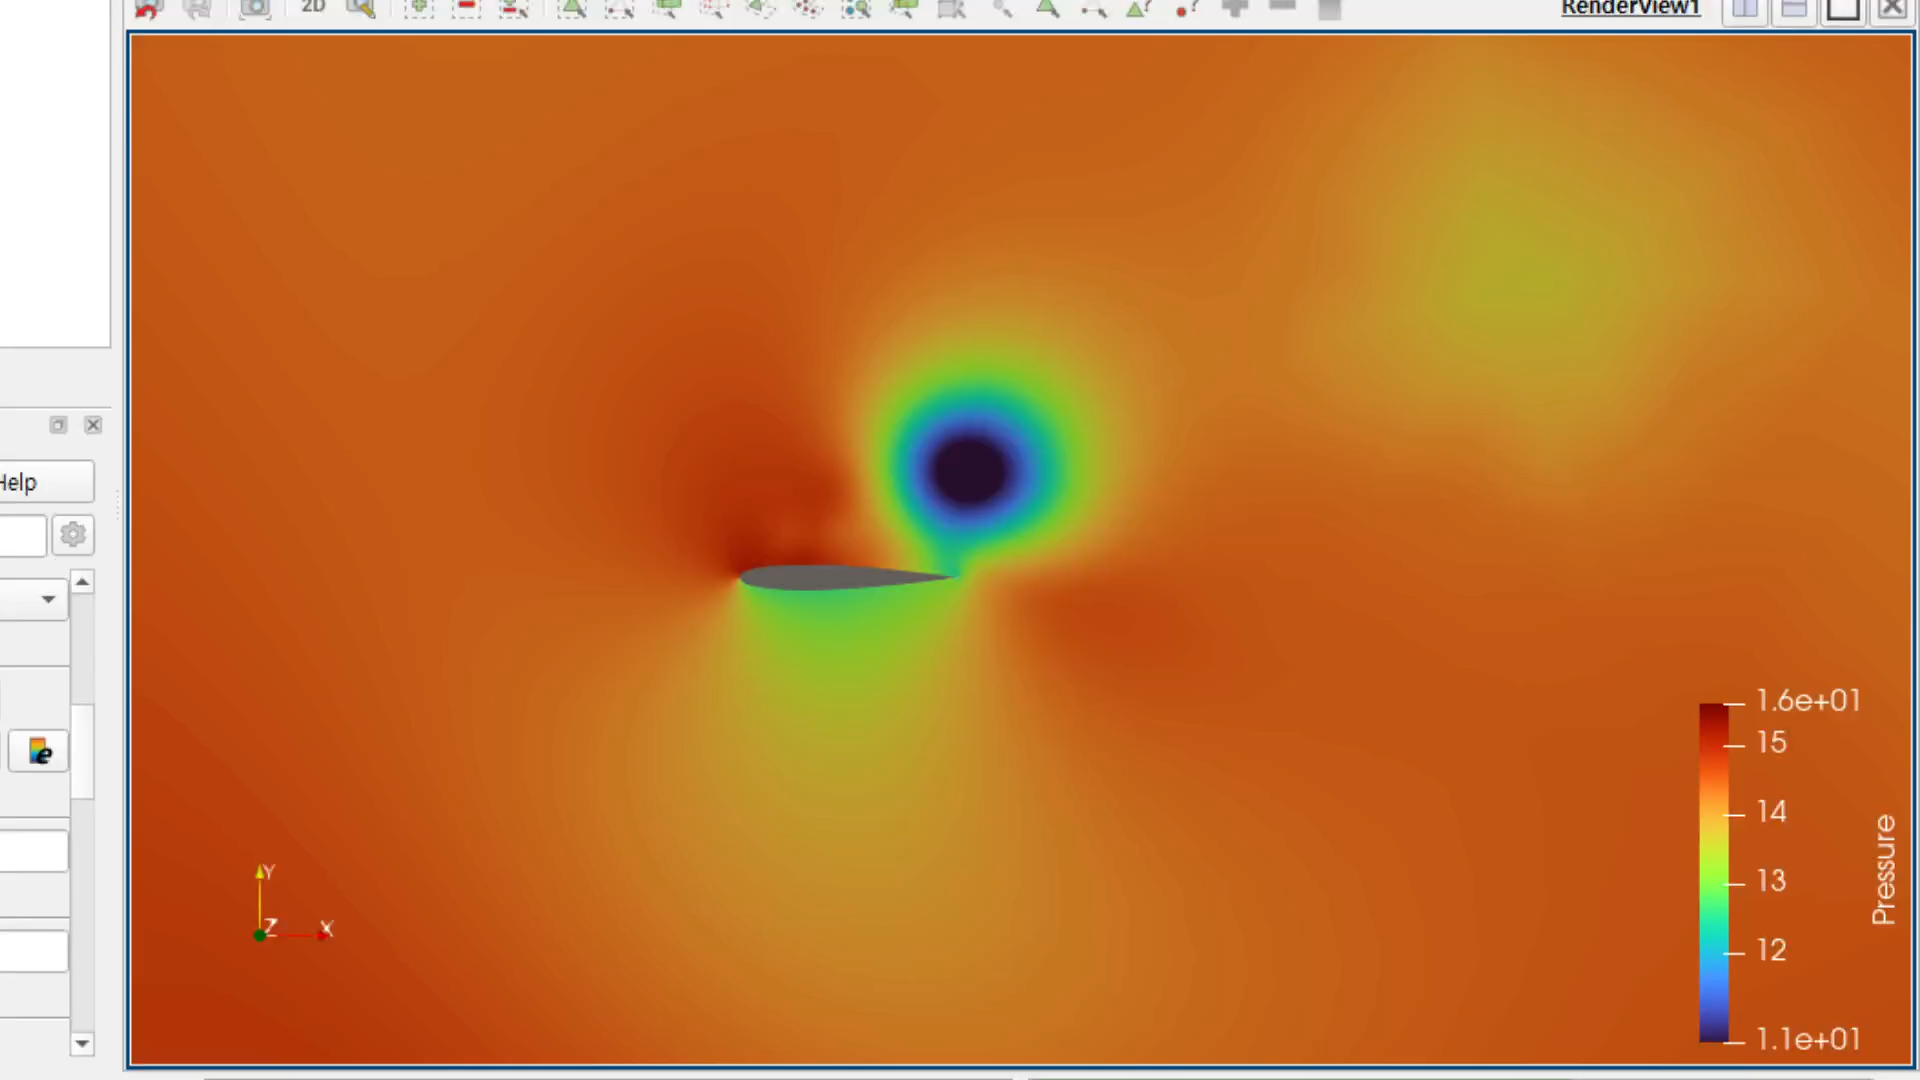 2D
RenderView1
Help
Y
Z
X
1.6e+01
15
14
13
12
1.1e+01
Pressure